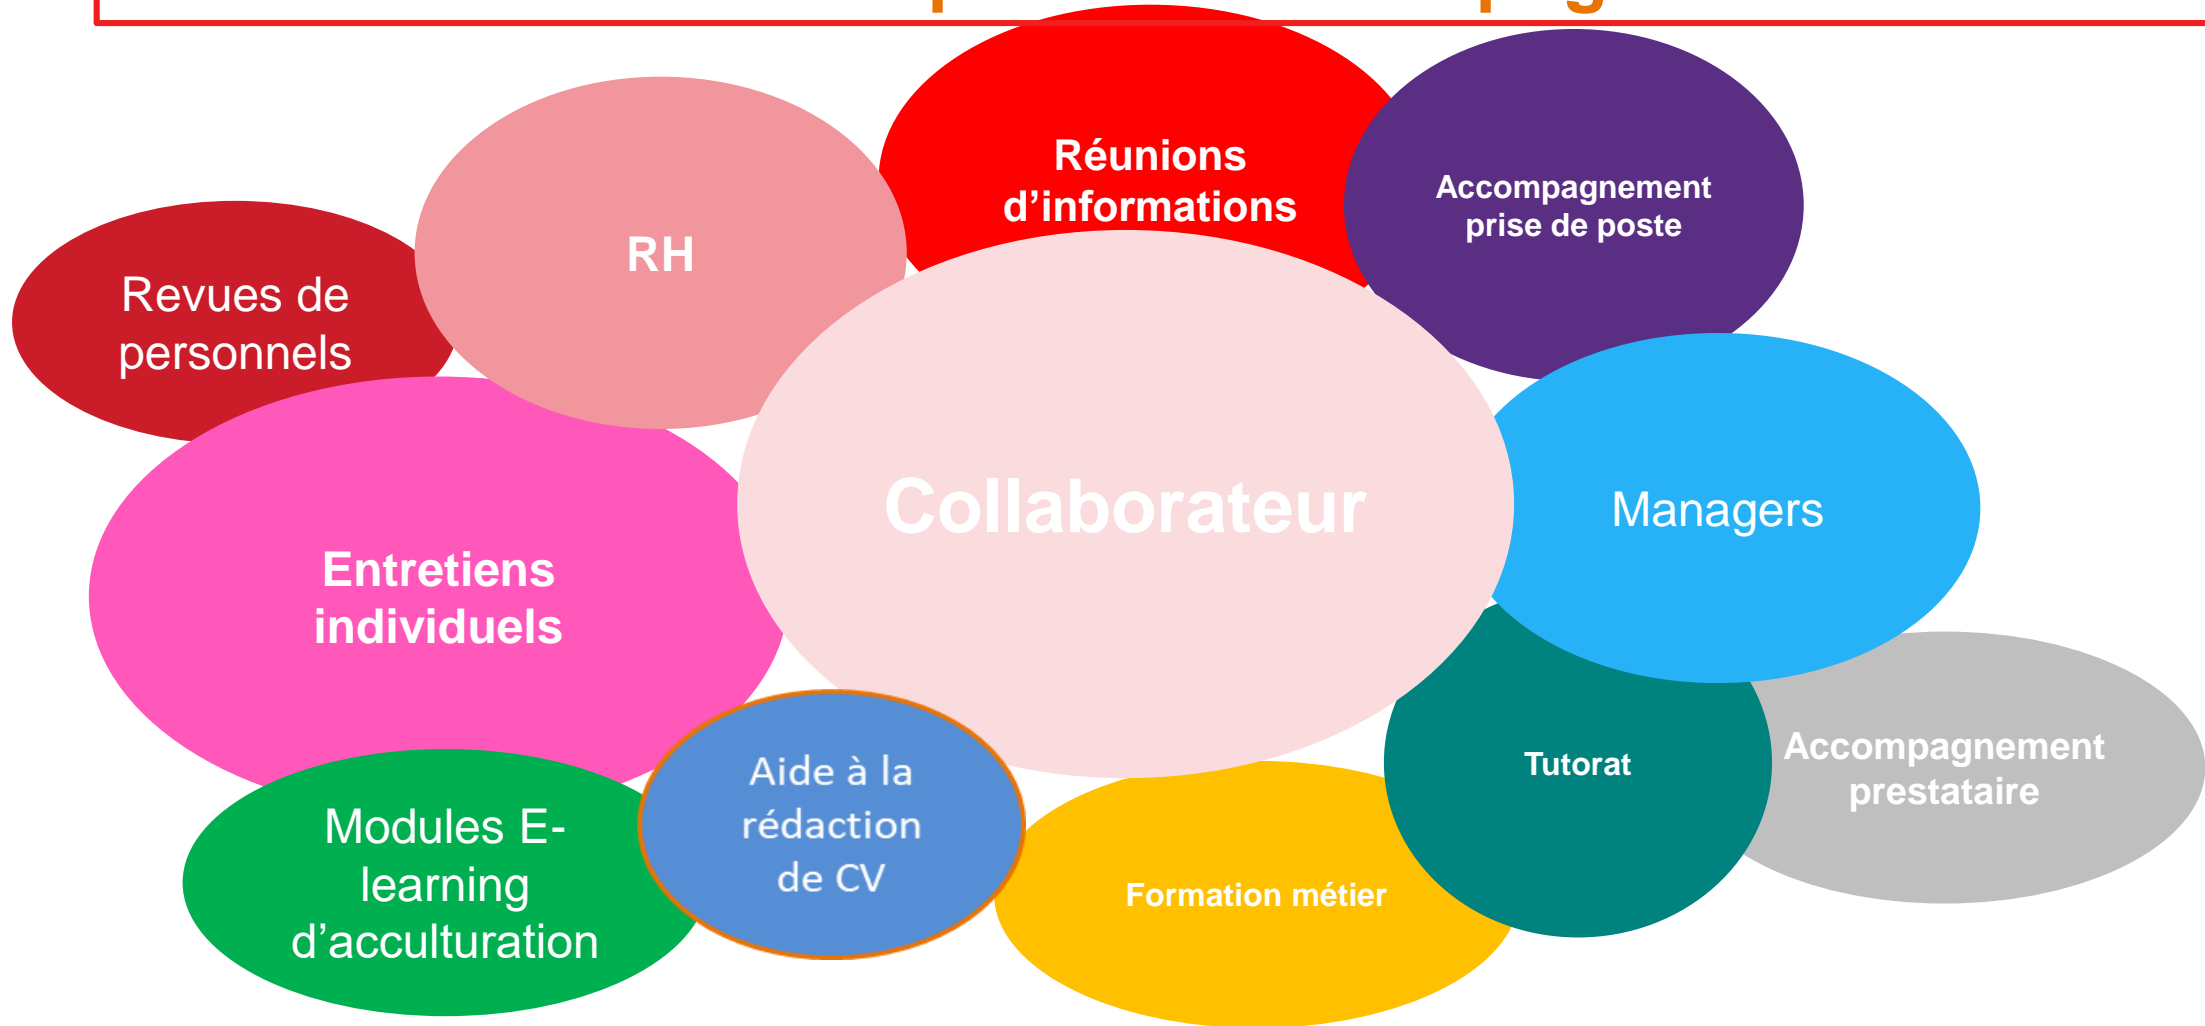 Réunions
d’informations
Accompagnement
prise de poste
RH
Revues de
personnels
Collaborateur
Managers
Entretiens
individuels
Accompagnement
prestataire
Tutorat
Aide à la
rédaction
de CV
Modules E-
learning
d’acculturation
Formation métier